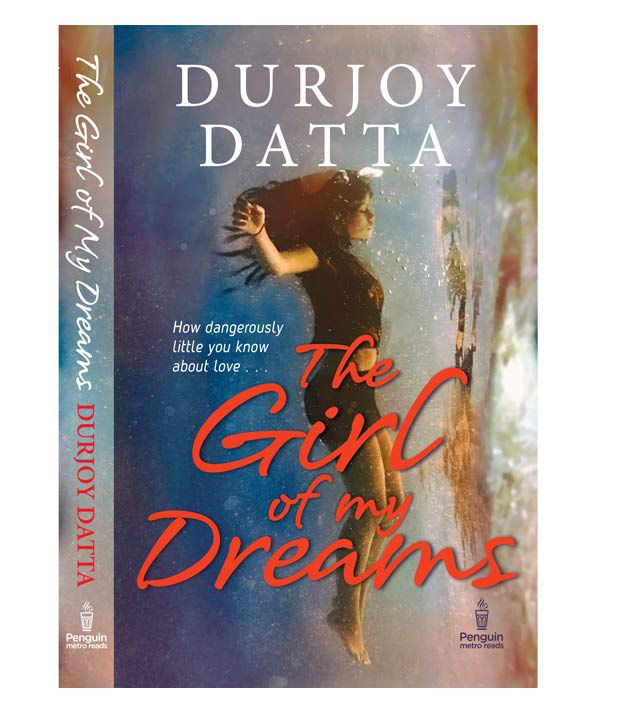 The Girl of My Dreams DURJOY DATTA
Penguin
metro reads
DURJOY
DATTA
How dangerously
little you know
about love . . .
The
Girl
of my
Dreams
Penguin
metro reads